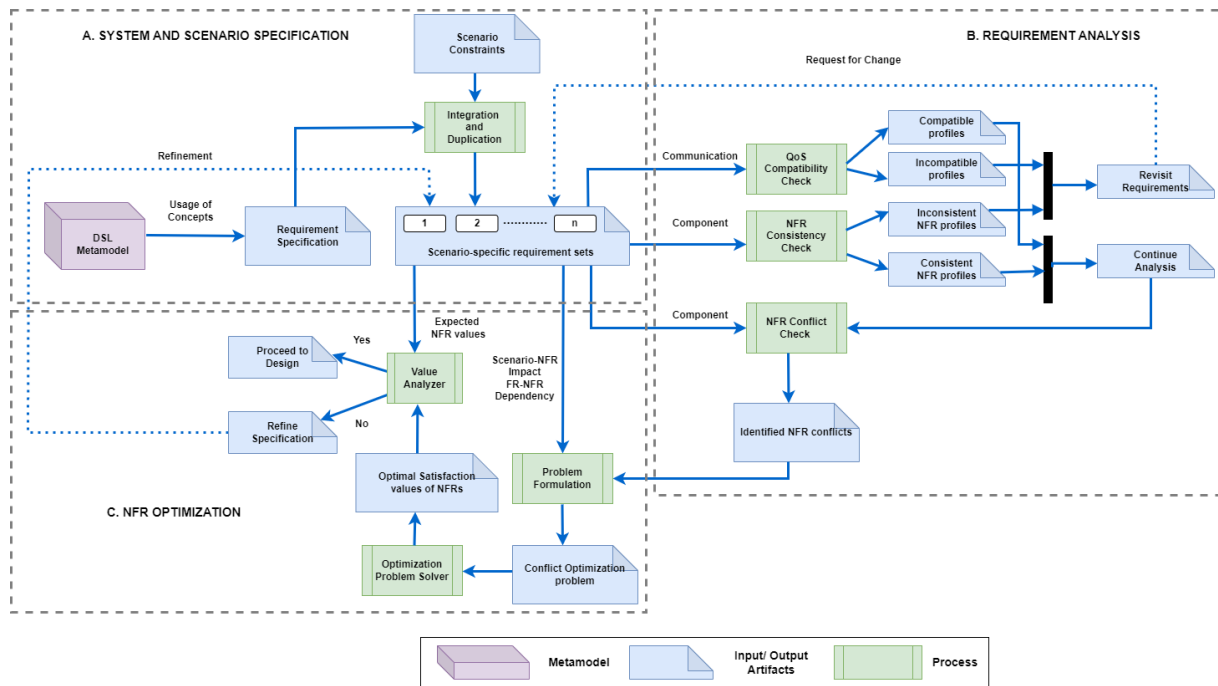 A. SYSTEM AND SCENARIO SPECIFICATION
Scenario
Constraints
Integration
and
Duplication
Refinement
Usage of
Concepts
DSL
Metamodel
Requirement
Specification
1
2
............
n
Scenario-specific requirement sets
B. REQUIREMENT ANALYSIS
Request for Change
Communication
QoS
Compatibility
Check
Compatible
profiles
Incompatible
profiles
Revisit
Requirements
Component
NFR
Consistency
Check
Inconsistent
NFR profiles
Consistent
NFR profiles
Continue
Analysis
Component
NFR Conflict
Check
Identified NFR conflicts
Expected
NFR values
Yes
Proceed to
Design
Value
Analyzer
Scenario-NFR
Impact
FR-NFR
Dependency
No
Refine
Specification
Optimal Satisfaction
values of NFRs
Problem
Formulation
C. NFR OPTIMIZATION
Optimization
Problem Solver
Conflict Optimization
problem
Metamodel
Input/ Output
Artifacts
Process